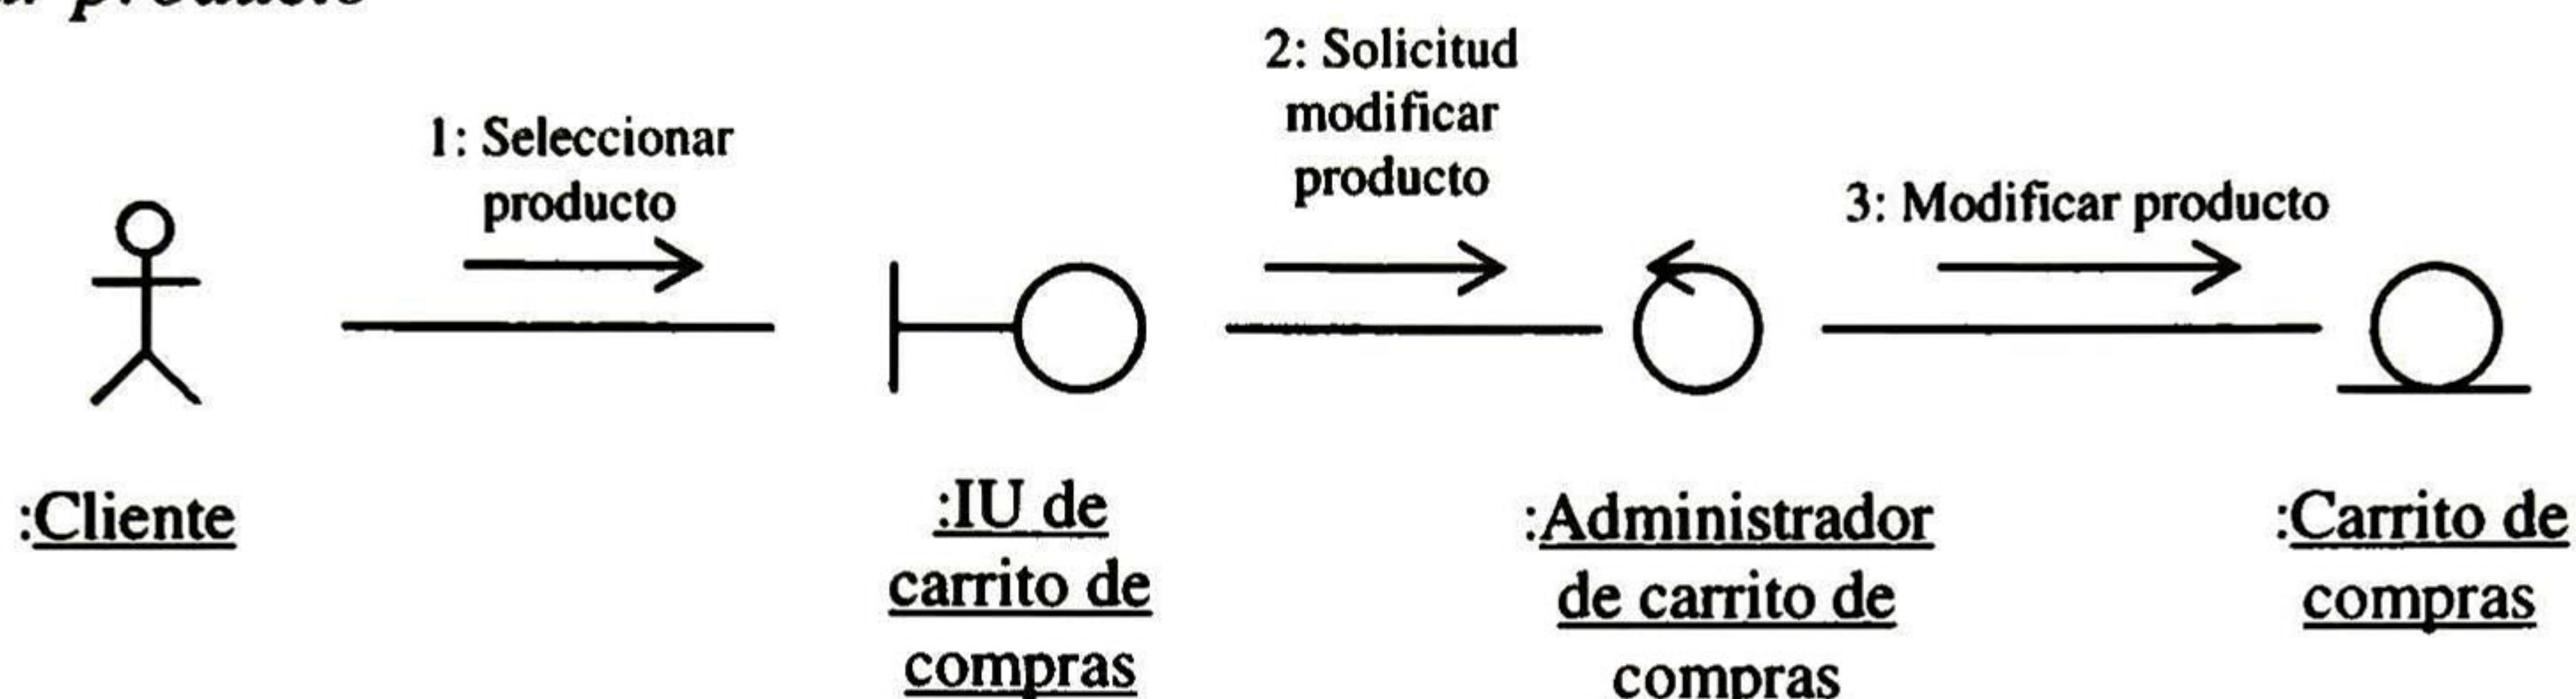 producto
1: Seleccionar
producto
2: Solicitud
modificar
producto
3: Modificar producto
:Cliente
:IU de
carrito de
compras
:Administrador
de carrito de
compras
:Carrito de
compras